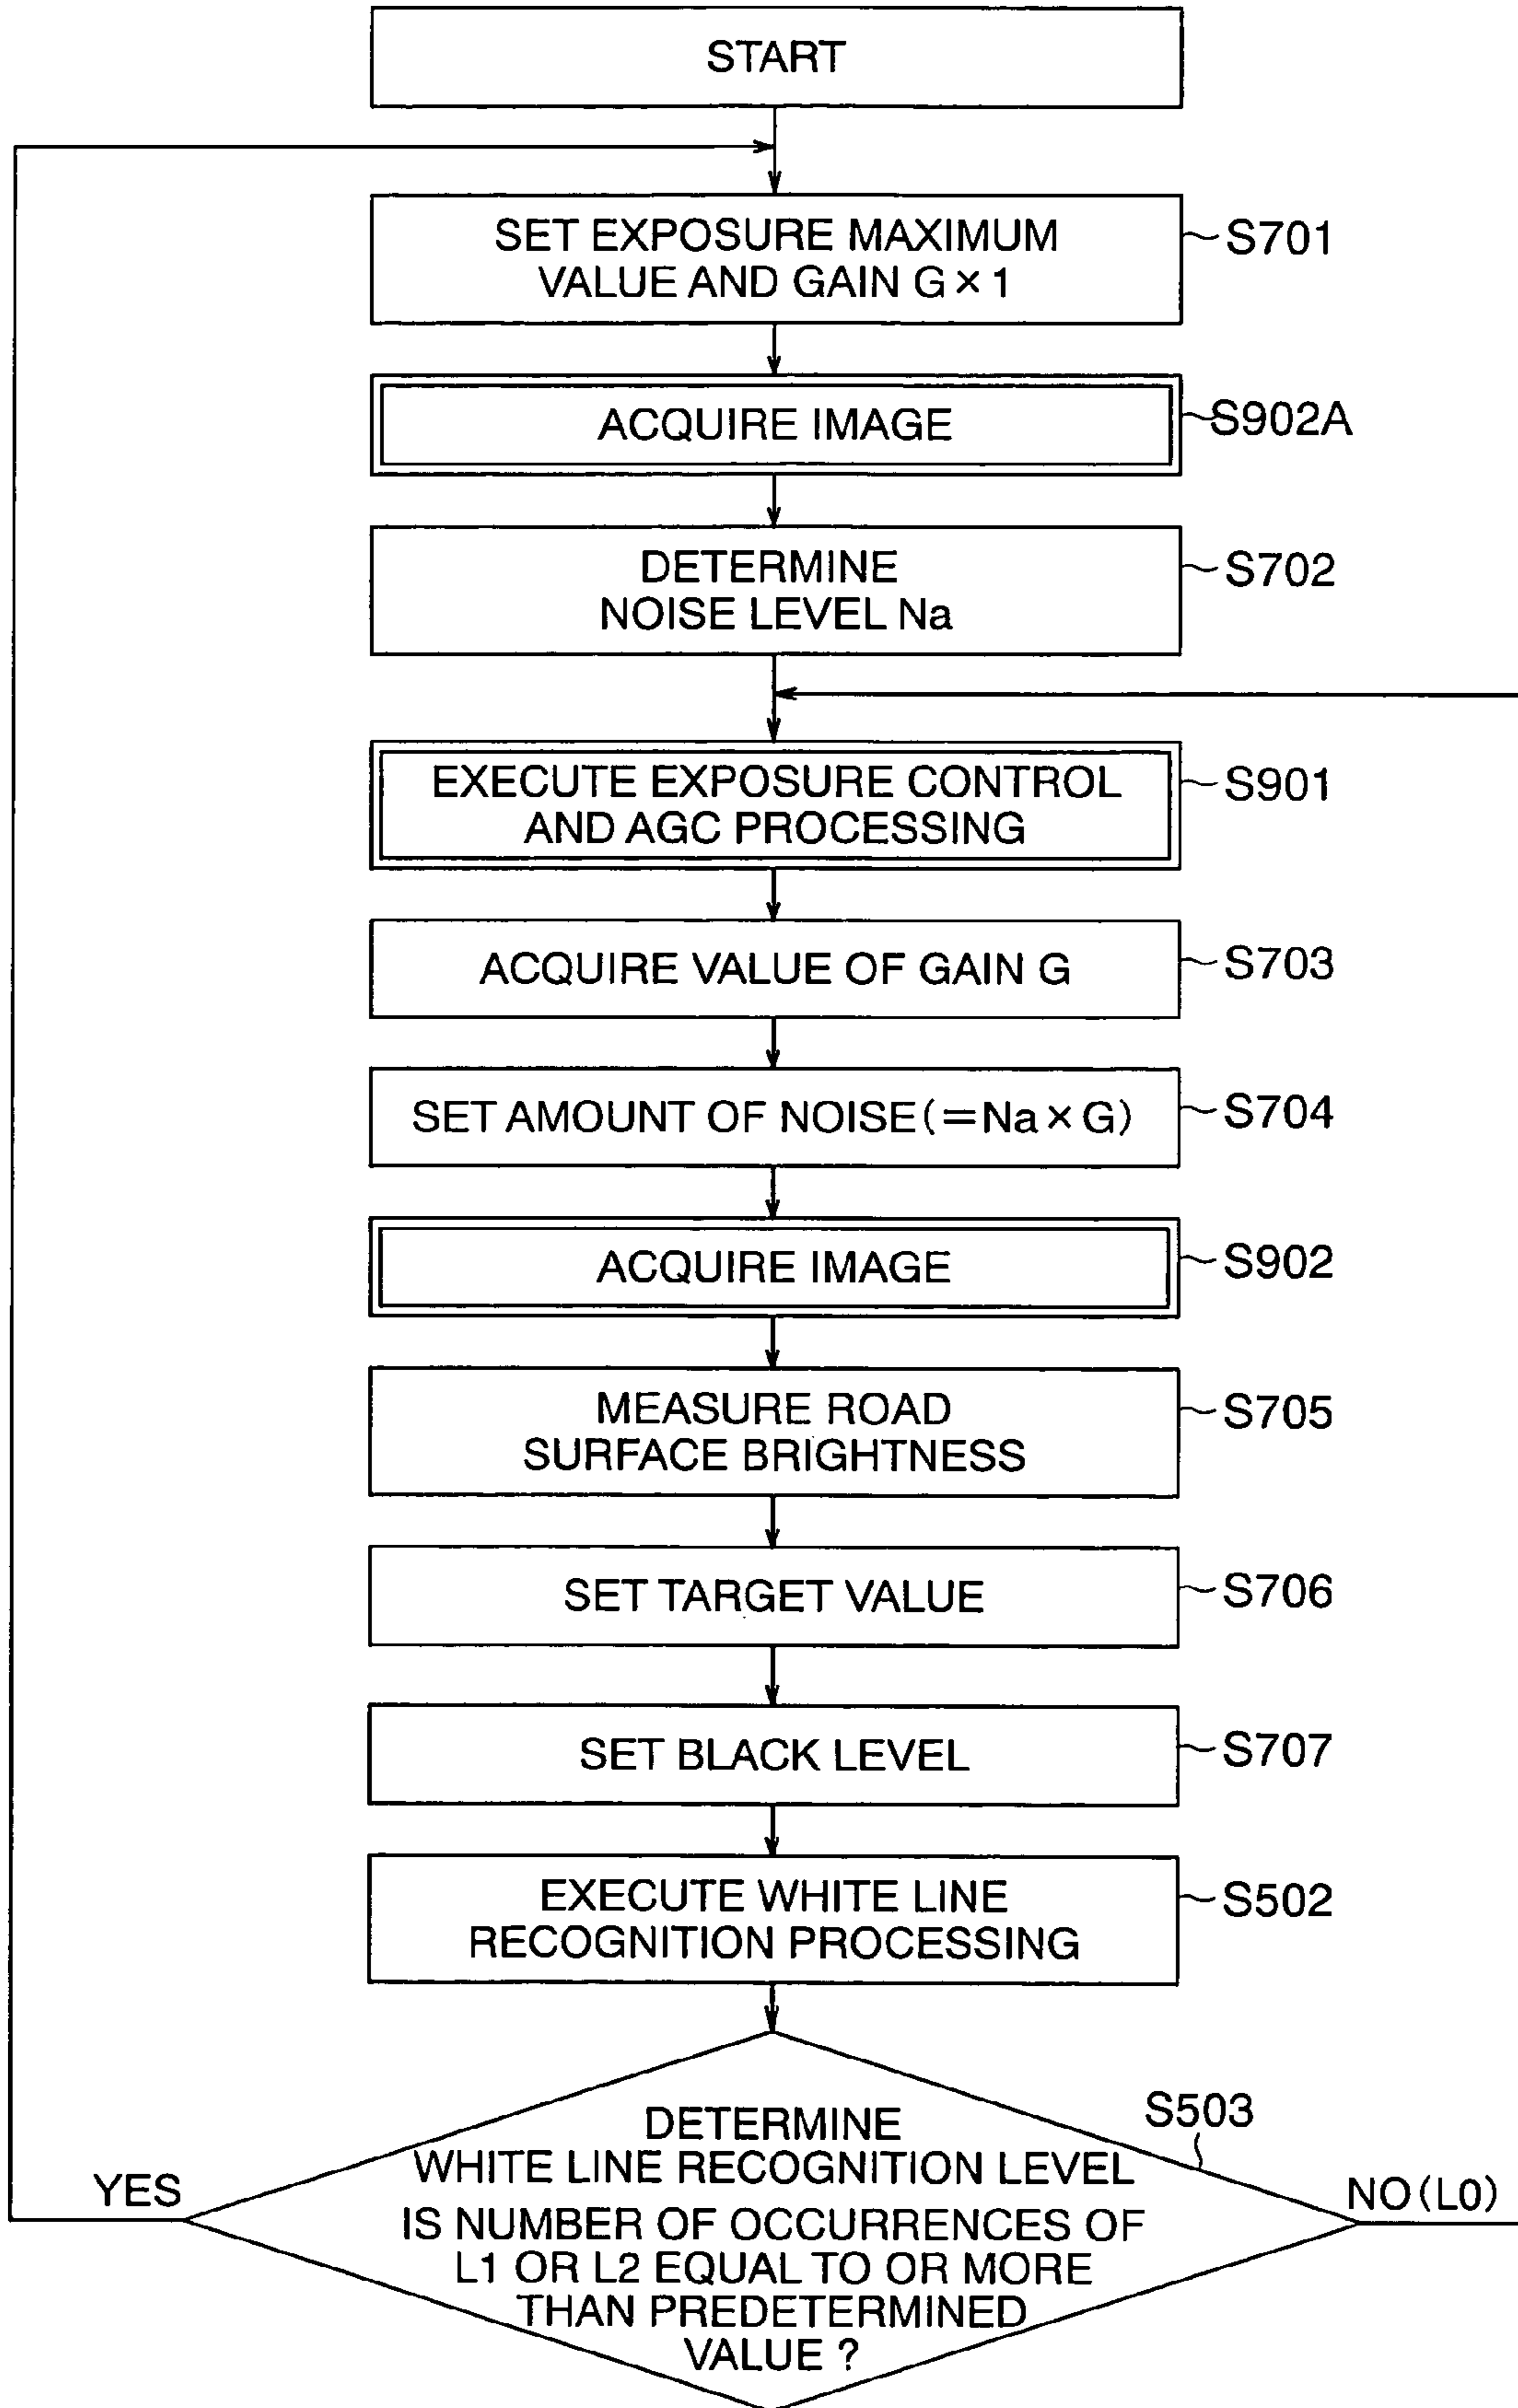 START
SET EXPOSURE MAXIMUM
VALUE AND GAIN G×1
S701
ACQUIRE IMAGE
S902A
DETERMINE
NOISE LEVEL Na
S702
EXECUTE EXPOSURE CONTROL
AND AGC PROCESSING
S901
ACQUIRE VALUE OF GAIN G
S703
SET AMOUNT OF NOISE(=Na×G)
S704
ACQUIRE IMAGE
S902
MEASURE ROAD
SURFACE BRIGHTNESS
S705
SET TARGET VALUE
S706
SET BLACK LEVEL
S707
EXECUTE WHITE LINE
RECOGNITION PROCESSING
S502
S503
DETERMINE
WHITE LINE RECOGNITION LEVEL
IS NUMBER OF OCCURRENCES OF
L1 OR L2 EQUAL TO OR MORE
THAN PREDETERMINED
VALUE ?
YES
NO(L0)